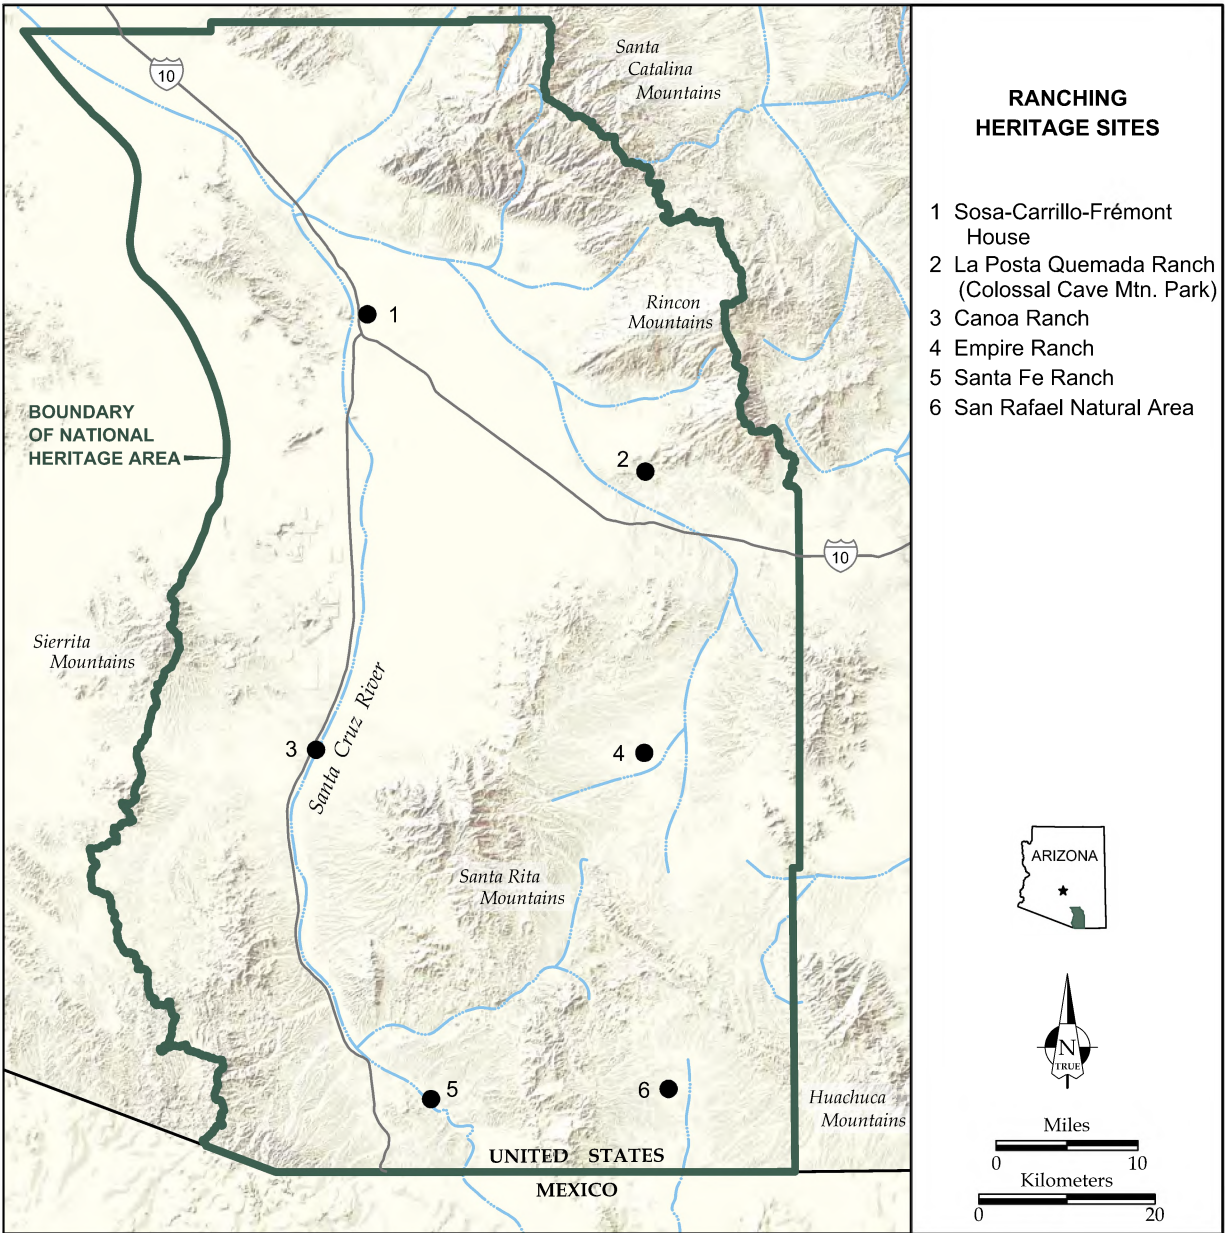 10
Santa
Catalina
Mountains
Rincon
Mountains
1
BOUNDARY
OF NATIONAL
HERITAGE AREA
2
10
Sierrita
Mountains
Santa Cruz River
3
4
Santa Rita
Mountains
5
6
Huachuca
Mountains
UNITED STATES
MEXICO
RANCHING
HERITAGE SITES
1 Sosa-Carrillo-Frémont
House
2 La Posta Quemada Ranch
(Colossal Cave Mtn. Park)
3 Canoa Ranch
4 Empire Ranch
5 Santa Fe Ranch
6 San Rafael Natural Area
ARIZONA
N
TRUE
Miles
0 10
Kilometers
0 20